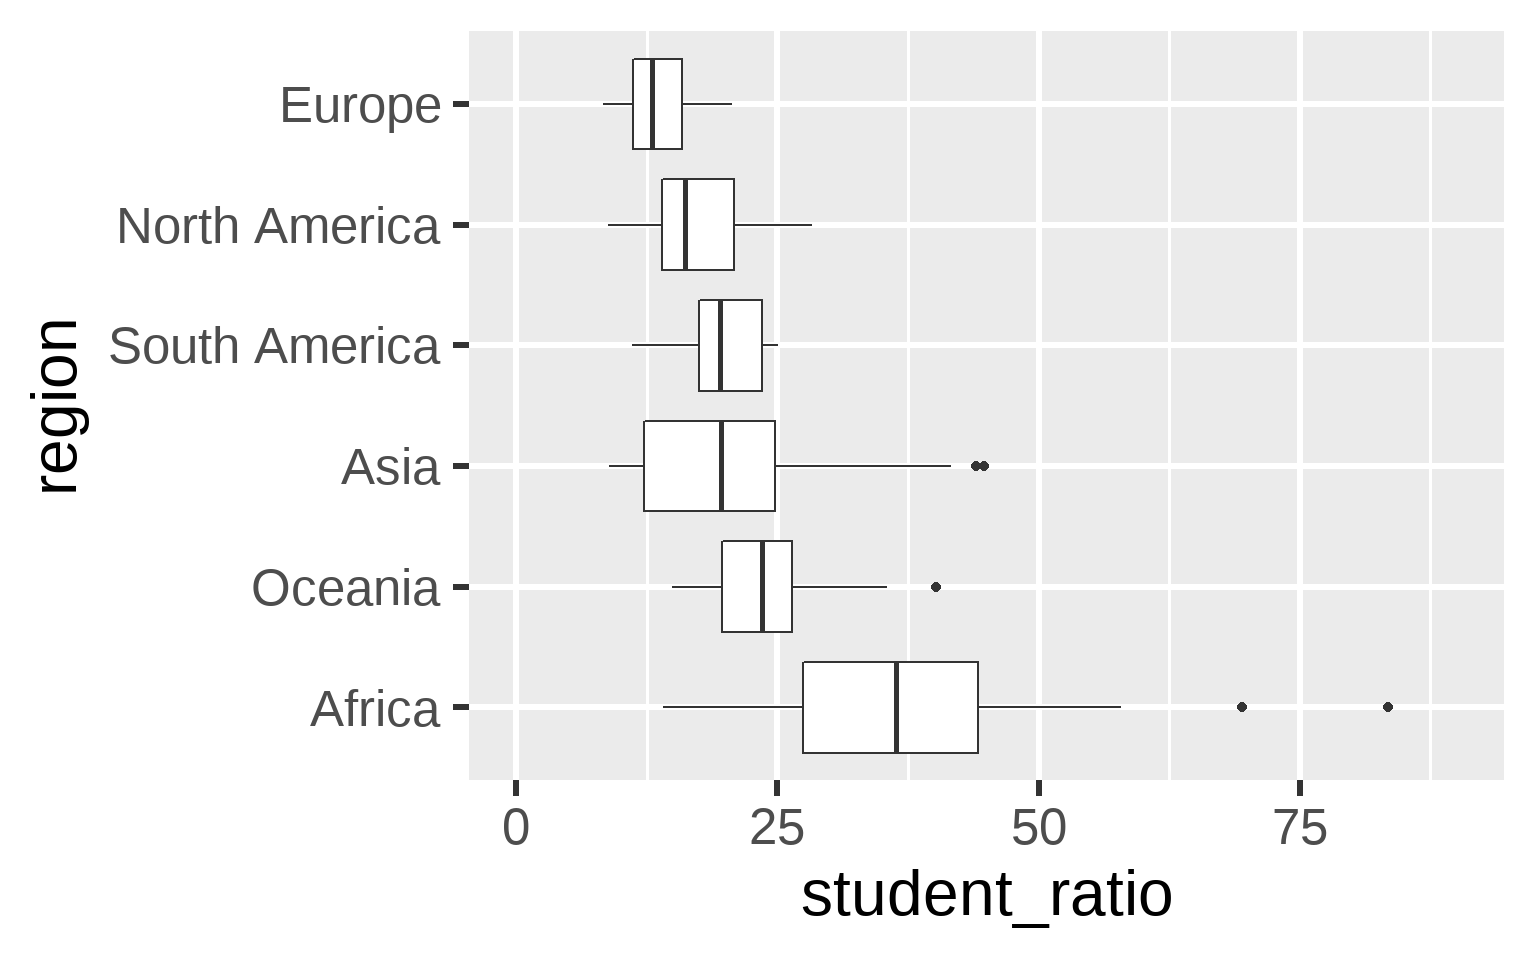 Europe
North America
South America
Asia
Oceania
Africa
region
0 25 50 75
student_ratio